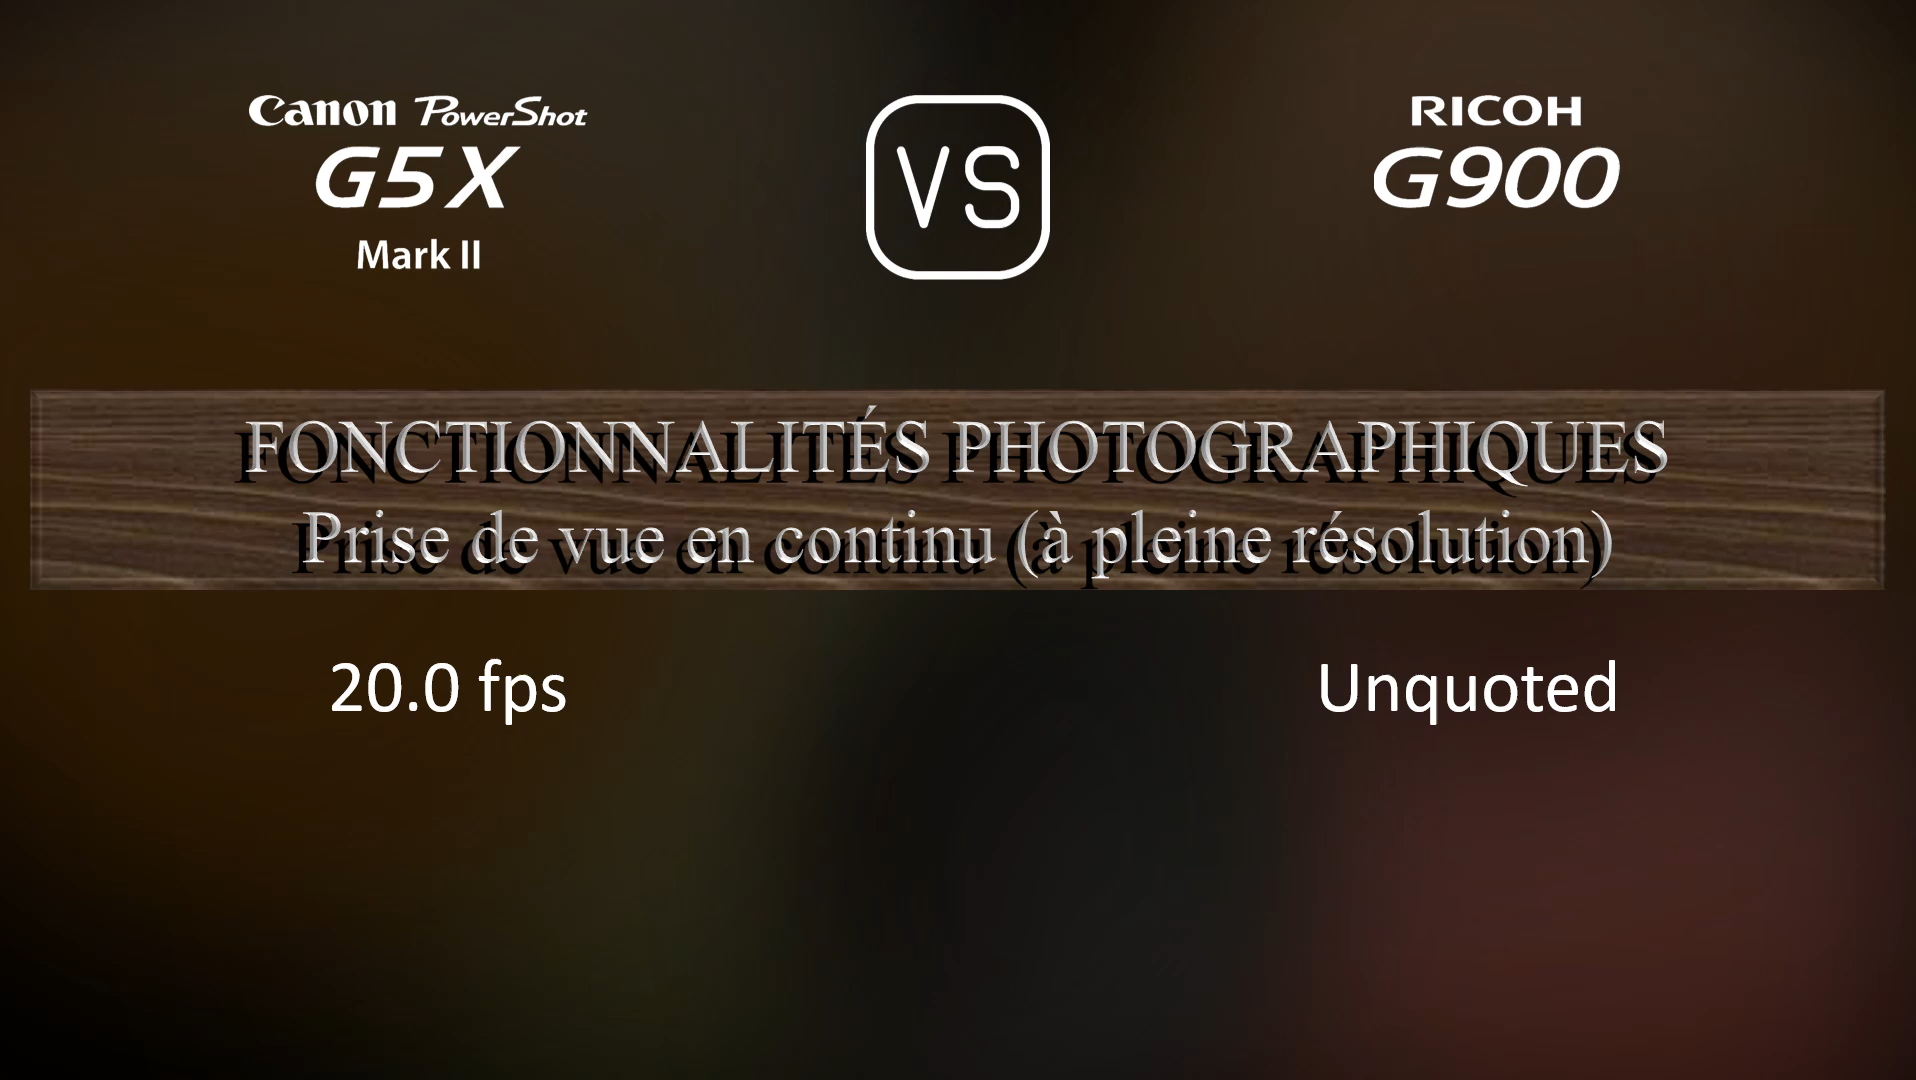 Canon PowerShot
G5 X
Mark II
VS
RICOH
G900
FONCTIONNALITÉS PHOTOGRAPHIQUES
Prise de vue en continu (à pleine résolution)
20.0 fps
Unquoted